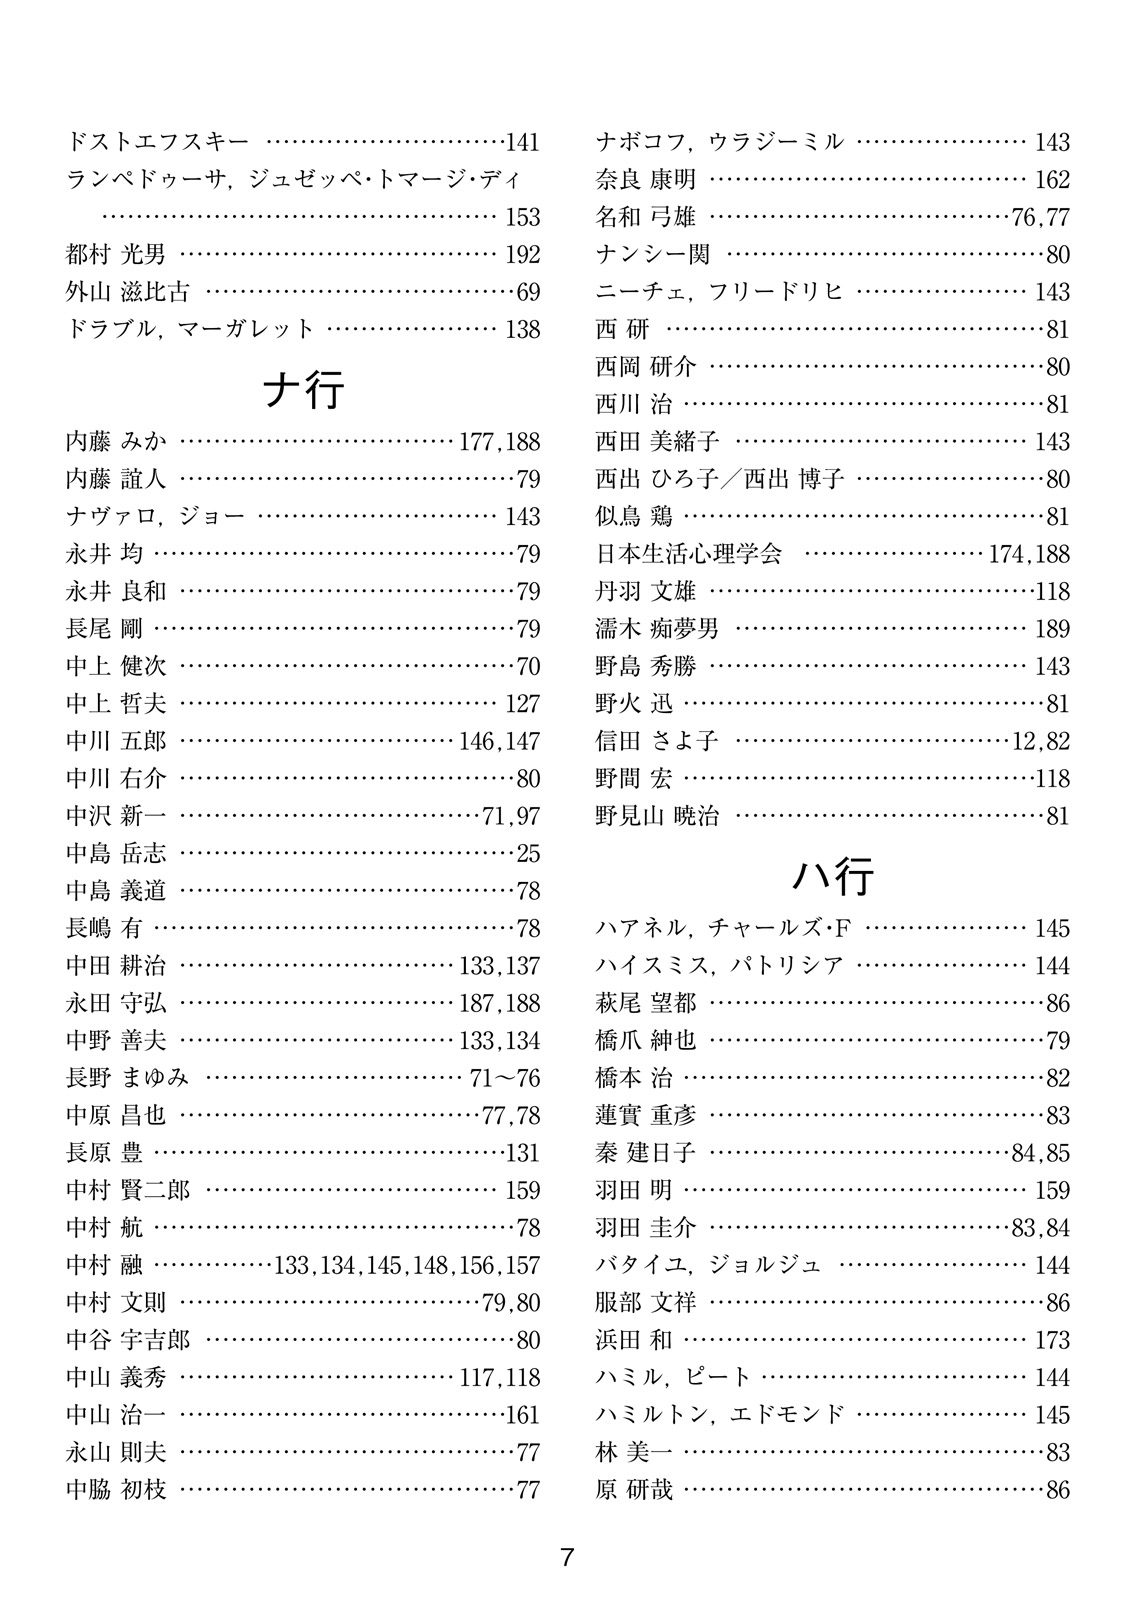 ドストエフスキー …………………………141
ランペドゥーサ, ジュゼッペ・トマージ・ディ
………………………………………… 153
都村 光男 ………………………………… 192
外山 滋比古 ………………………………69
ドラブル, マーガレット ………………… 138
ナ行
内藤 みか ……………………………177,188
内藤 誼人 …………………………………79
ナヴァロ, ジョー ………………………… 143
永井 均 ……………………………………79
永井 良和 …………………………………79
長尾 剛 ……………………………………79
中上 健次 …………………………………70
中上 哲夫 ………………………………… 127
中川 五郎 ……………………………146,147
中川 右介 …………………………………80
中沢 新一 ………………………………71,97
中島 岳志 …………………………………25
中島 義道 …………………………………78
長嶋 有 ……………………………………78
中田 耕治 ……………………………133,137
永田 守弘 ……………………………187,188
中野 善夫 ……………………………133,134
長野 まゆみ ………………………… 71〜76
中原 昌也 ………………………………77,78
長原 豊 ……………………………………131
中村 賢二郎 ……………………………… 159
中村 航 ……………………………………78
中村 融 ……………133,134,145,148,156,157
中村 文則 ………………………………79,80
中谷 宇吉郎 ………………………………80
中山 義秀 ……………………………117,118
中山 治一 …………………………………161
永山 則夫 …………………………………77
中脇 初枝 …………………………………77
ナボコフ, ウラジーミル ………………… 143
奈良 康明 ………………………………… 162
名和 弓雄 ………………………………76,77
ナンシー関 …………………………………80
ニーチェ, フリードリヒ ………………… 143
西 研 ………………………………………81
西岡 研介 …………………………………80
西川 治 ……………………………………81
西田 美緒子 ……………………………… 143
西出 ひろ子／西出 博子 …………………80
似鳥 鶏 ……………………………………81
日本生活心理学会 …………………174,188
丹羽 文雄 …………………………………118
濡木 痴夢男 ……………………………… 189
野島 秀勝 ………………………………… 143
野火 迅 ……………………………………81
信田 さよ子 ……………………………12,82
野間 宏 ……………………………………118
野見山 暁治 ………………………………81
ハ行
ハアネル, チャールズ・F ………………… 145
ハイスミス, パトリシア ………………… 144
萩尾 望都 …………………………………86
橋爪 紳也 …………………………………79
橋本 治 ……………………………………82
蓮實 重彦 …………………………………83
秦 建日子 ………………………………84,85
羽田 明 …………………………………… 159
羽田 圭介 ………………………………83,84
バタイユ, ジョルジュ …………………… 144
服部 文祥 …………………………………86
浜田 和 …………………………………… 173
ハミル, ピート …………………………… 144
ハミルトン, エドモンド ………………… 145
林 美一 ……………………………………83
原 研哉 ……………………………………86
7